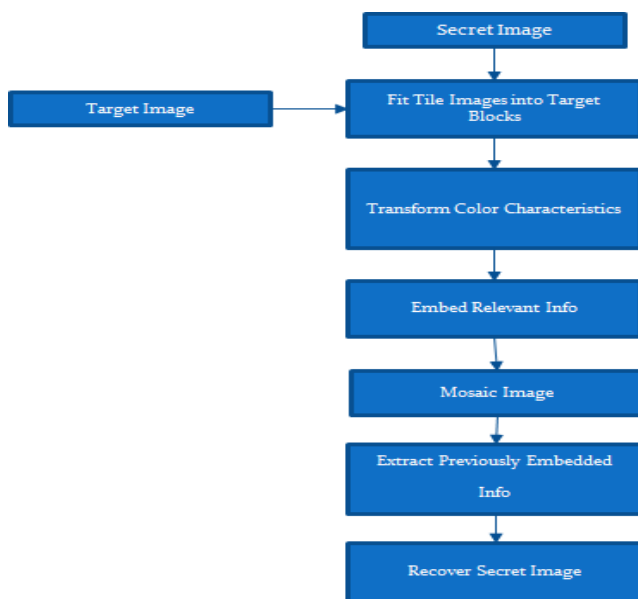 Secret Image
Target Image
Fit Tile Images into Target
Blocks
Transform Color Characteristics
Embed Relevant Info
Mosaic Image
Extract Previously Embedded
Info
Recover Secret Image